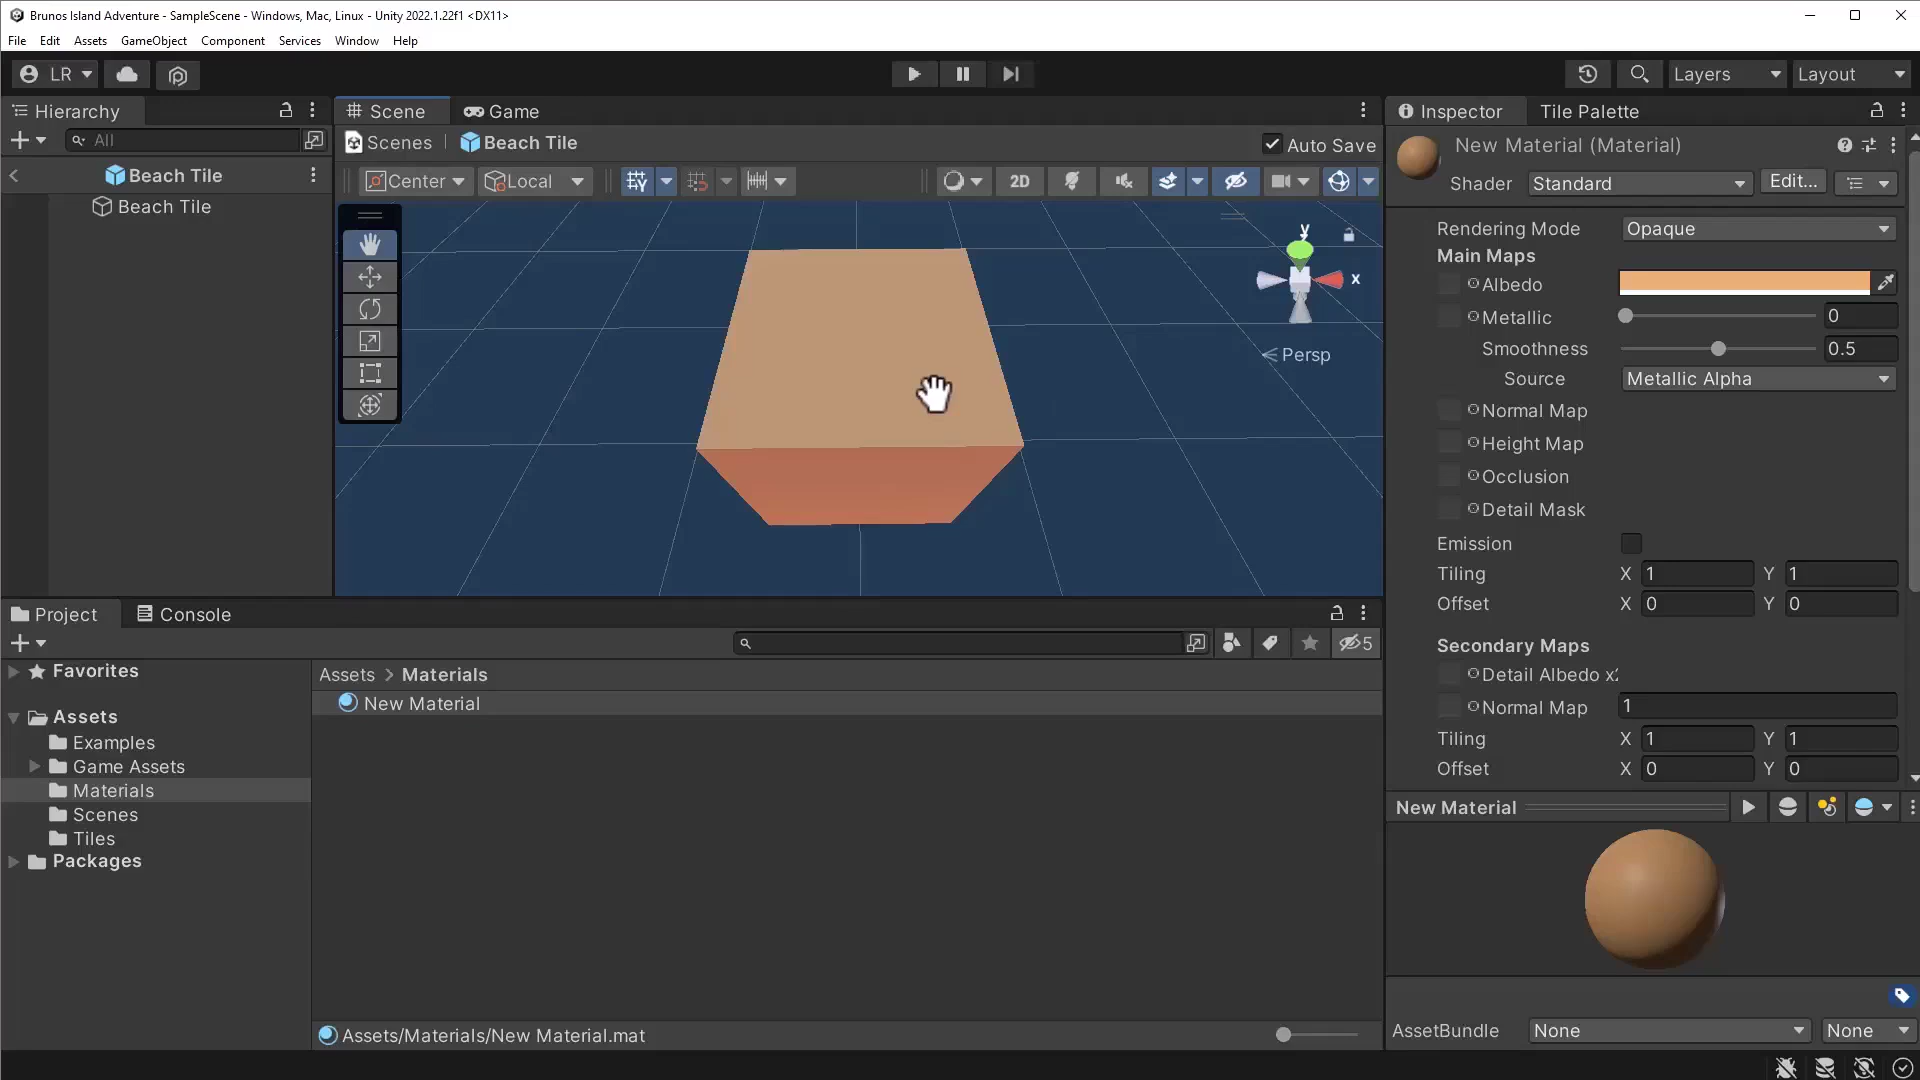 Brunos Island Adventure - SampleScene - Windows, Mac, Linux - Unity 2022.1.22f1 <DX11>
File Edit Assets GameObject Component Services Window Help
LR
Layers
Layout
Hierarchy
All
Beach Tile
Beach Tile
Scene
Game
Scenes
Beach Tile
Auto Save
Center
Local
2D
y
x
Persp
Inspector
Tile Palette
New Material (Material)
Shader
Standard
Edit...
Rendering Mode
Opaque
Main Maps
Albedo
Metallic
0
Smoothness
0.5
Source
Metallic Alpha
Normal Map
Height Map
Occlusion
Detail Mask
Emission
Tiling X 1 Y 1
Offset X 0 Y 0
Secondary Maps
Detail Albedo x2
Normal Map
1
Tiling X 1 Y 1
Offset X 0 Y 0
New Material
AssetBundle
None
None
Project
Console
5
Favorites
Assets
Examples
Game Assets
Materials
Scenes
Tiles
Packages
Assets > Materials
New Material
Assets/Materials/New Material.mat